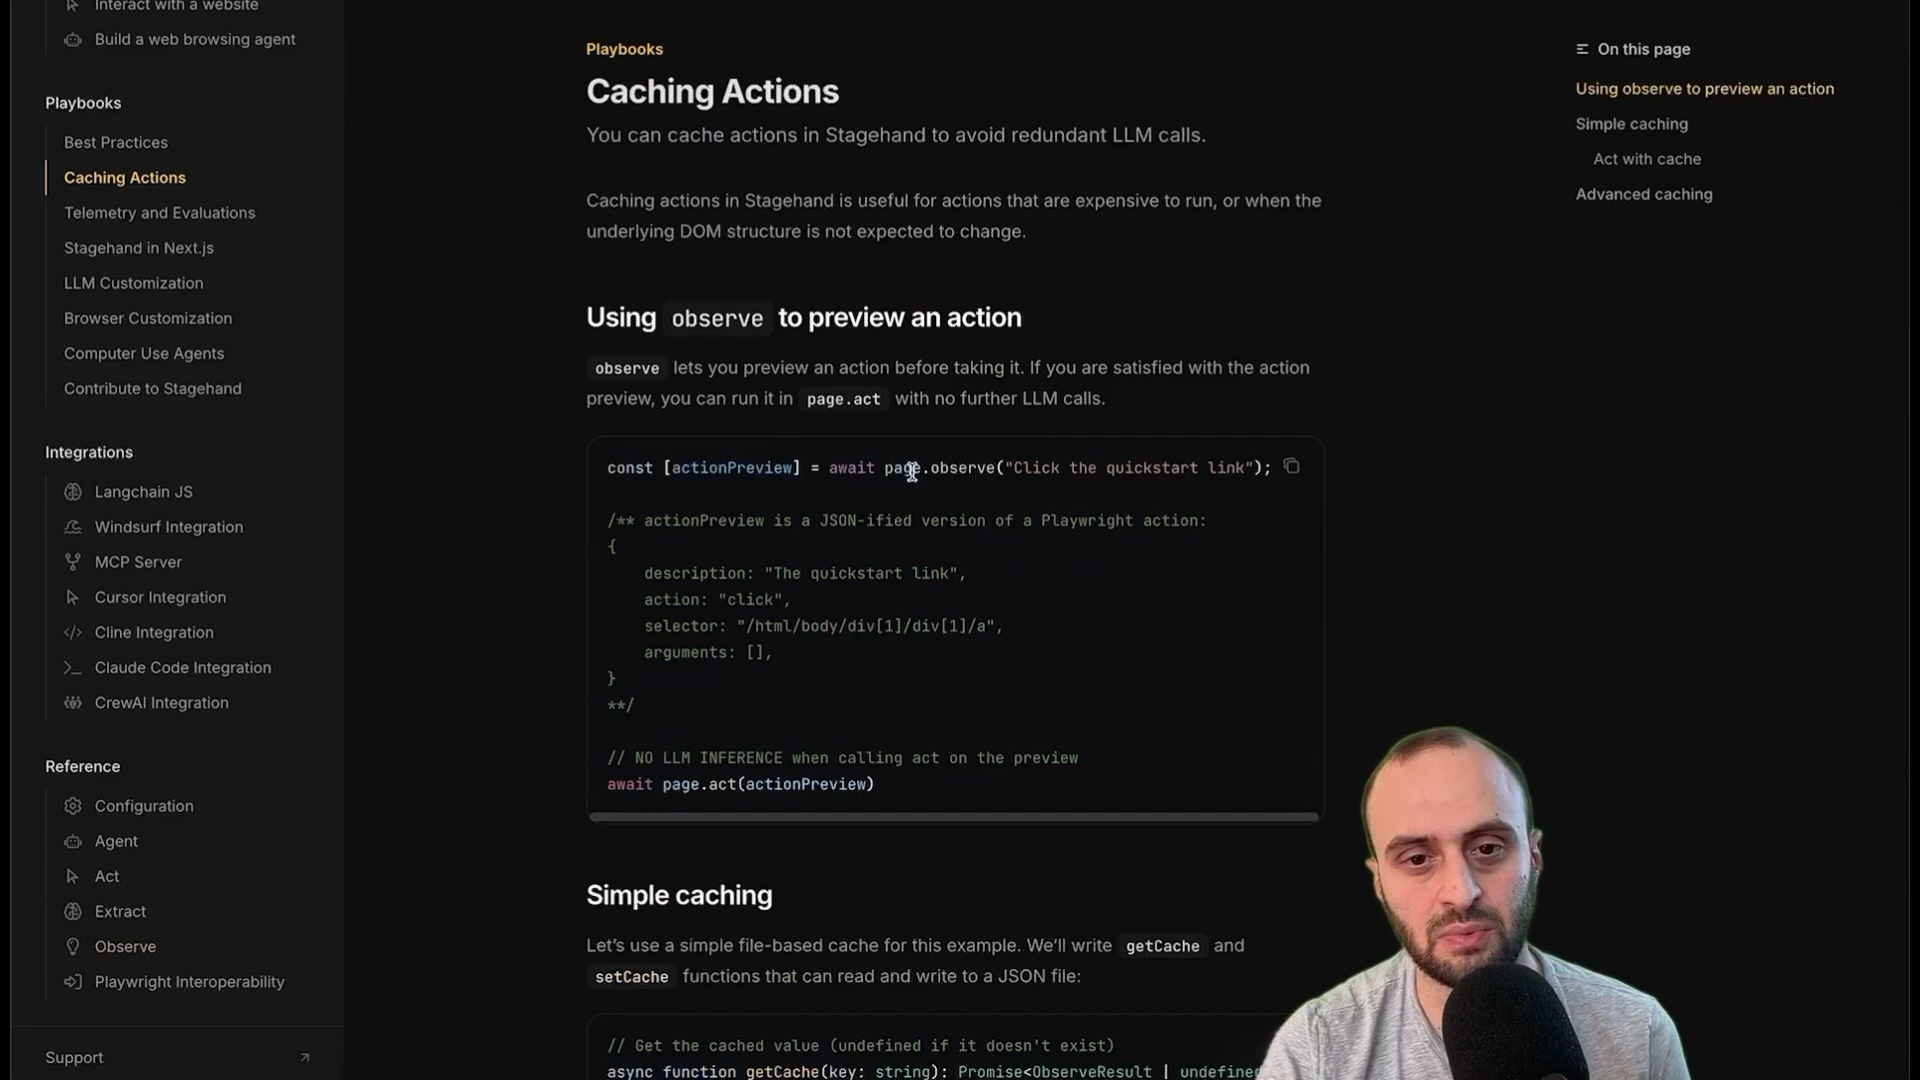 Interact with a website
Build a web browsing agent
Playbooks
Best Practices
Caching Actions
Telemetry and Evaluations
Stagehand in Next.js
LLM Customization
Browser Customization
Computer Use Agents
Contribute to Stagehand
Integrations
Langchain JS
Windsurf Integration
MCP Server
Cursor Integration
Cline Integration
Claude Code Integration
CrewAI Integration
Reference
Configuration
Agent
Act
Extract
Observe
Playwright Interoperability
Support
Playbooks
Caching Actions
You can cache actions in Stagehand to avoid redundant LLM calls.
Caching actions in Stagehand is useful for actions that are expensive to run, or when the
underlying DOM structure is not expected to change.
Using observe to preview an action
observe lets you preview an action before taking it. If you are satisfied with the action
preview, you can run it in page.act with no further LLM calls.
const [actionPreview] = await page.observe("Click the quickstart link");
/** actionPreview is a JSON-ified version of a Playwright action:
{
description: "The quickstart link",
action: "click",
selector: "/html/body/div[1]/div[1]/a",
arguments: [],
}
**/
// NO LLM INFERENCE when calling act on the preview
await page.act(actionPreview)
Simple caching
Let's use a simple file-based cache for this example. We'll write getCache and
setCache functions that can read and write to a JSON file:
// Get the cached value (undefined if it doesn't exist)
async function getCache(key: string): Promise<ObserveResult | undefined
On this page
Using observe to preview an action
Simple caching
Act with cache
Advanced caching